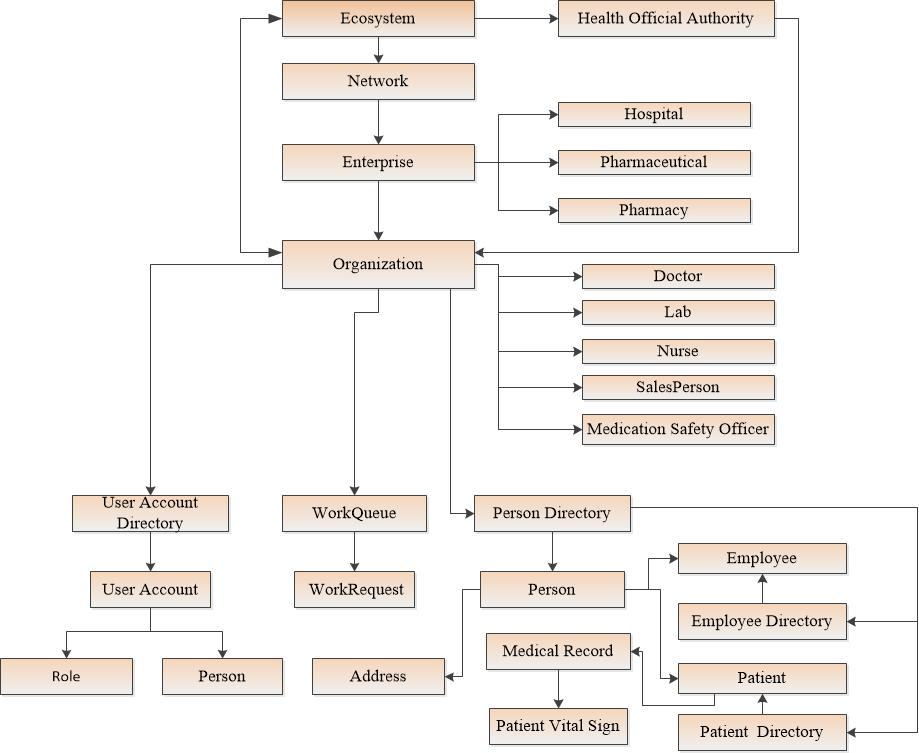 Ecosystem
Health Official Authority
Network
Hospital
Enterprise
Pharmaceutical
Pharmacy
Organization
Doctor
Lab
Nurse
SalesPerson
Medication Safety Officer
User Account
Directory
WorkQueue
Person Directory
Employee
User Account
WorkRequest
Person
Employee Directory
Medical Record
Role
Person
Address
Patient
Patient Vital Sign
Patient Directory